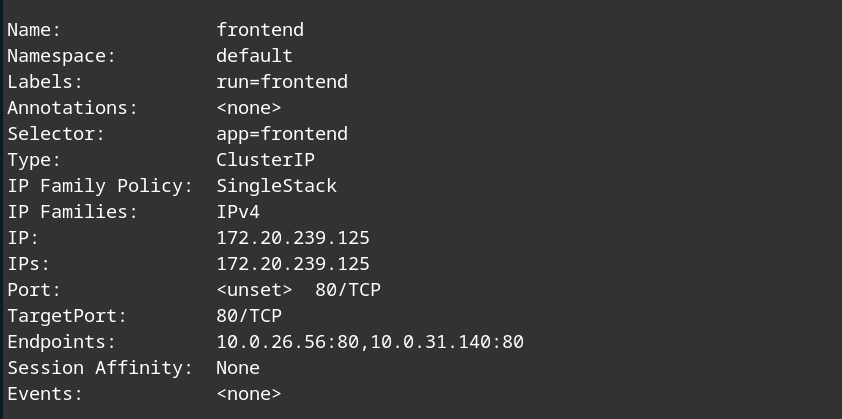 Name: frontend
Namespace: default
Labels: run=frontend
Annotations: <none>
Selector: app=frontend
Type: ClusterIP
IP Family Policy: SingleStack
IP Families: IPv4
IP: 172.20.239.125
IPs: 172.20.239.125
Port: <unset> 80/TCP
TargetPort: 80/TCP
Endpoints: 10.0.26.56:80,10.0.31.140:80
Session Affinity: None
Events: <none>